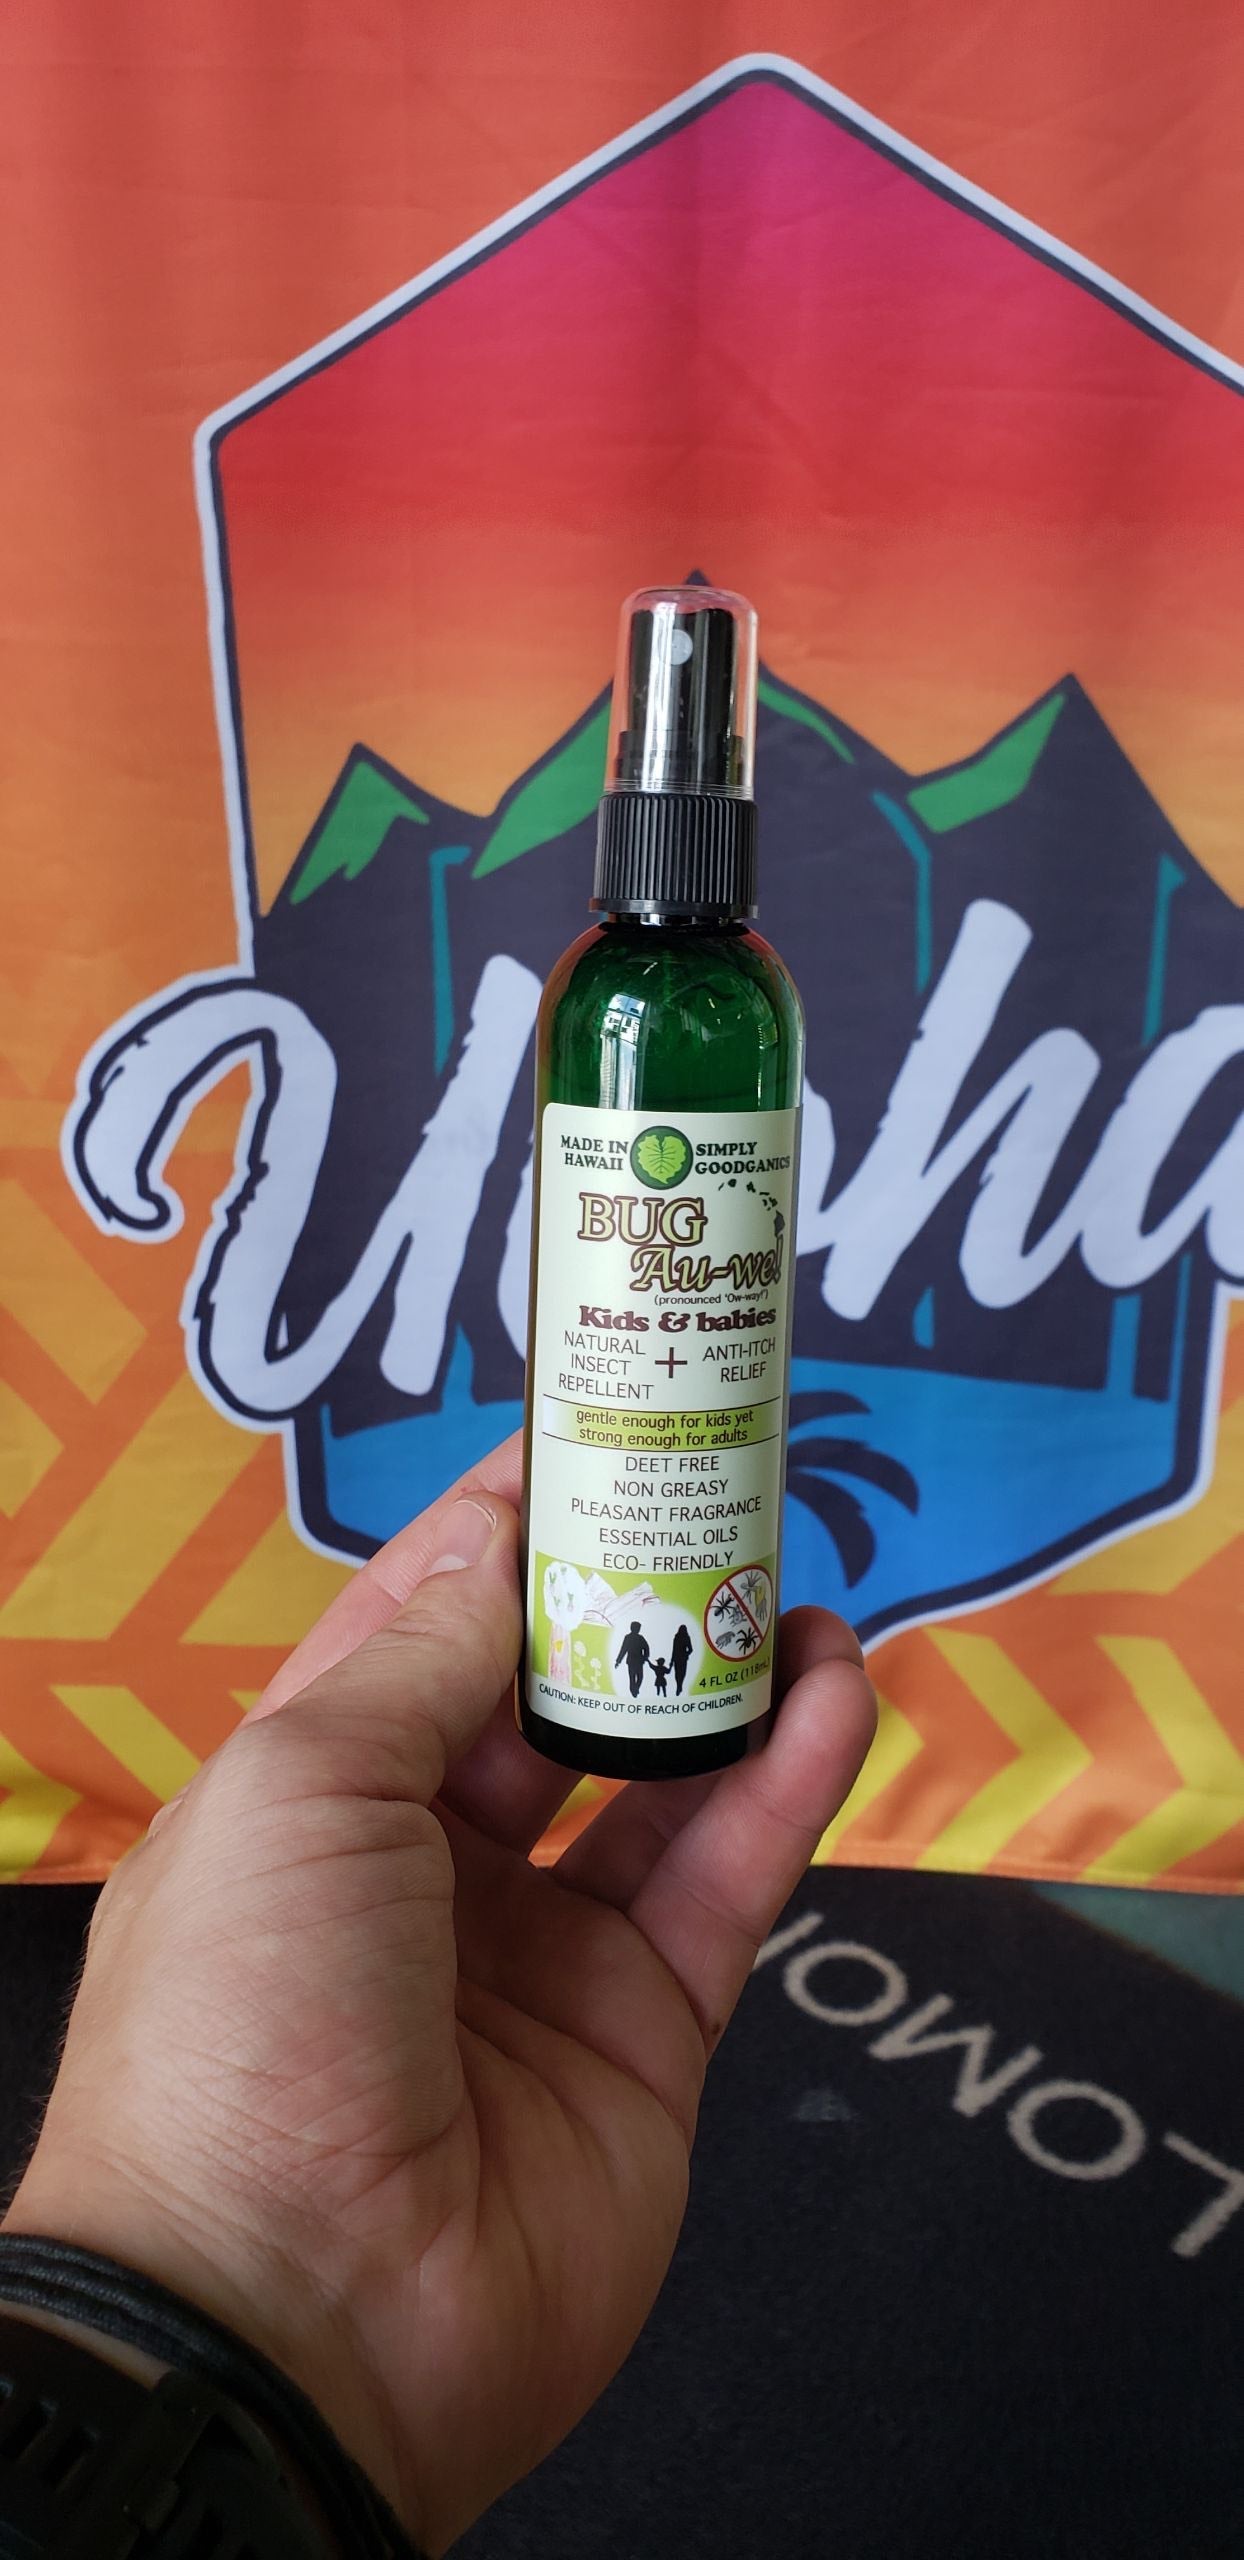 MADE IN HAWAII
SIMPLY GOODGANICS
BUG
Au-we!
(pronounced 'Ow-way!')
Kids & babies
NATURAL INSECT REPELLENT
+
ANTI-ITCH RELIEF
gentle enough for kids yet
strong enough for adults
DEET FREE
NON GREASY
PLEASANT FRAGRANCE
ESSENTIAL OILS
ECO- FRIENDLY
4 FL OZ (118mL)
CAUTION: KEEP OUT OF REACH OF CHILDREN.
LOMO